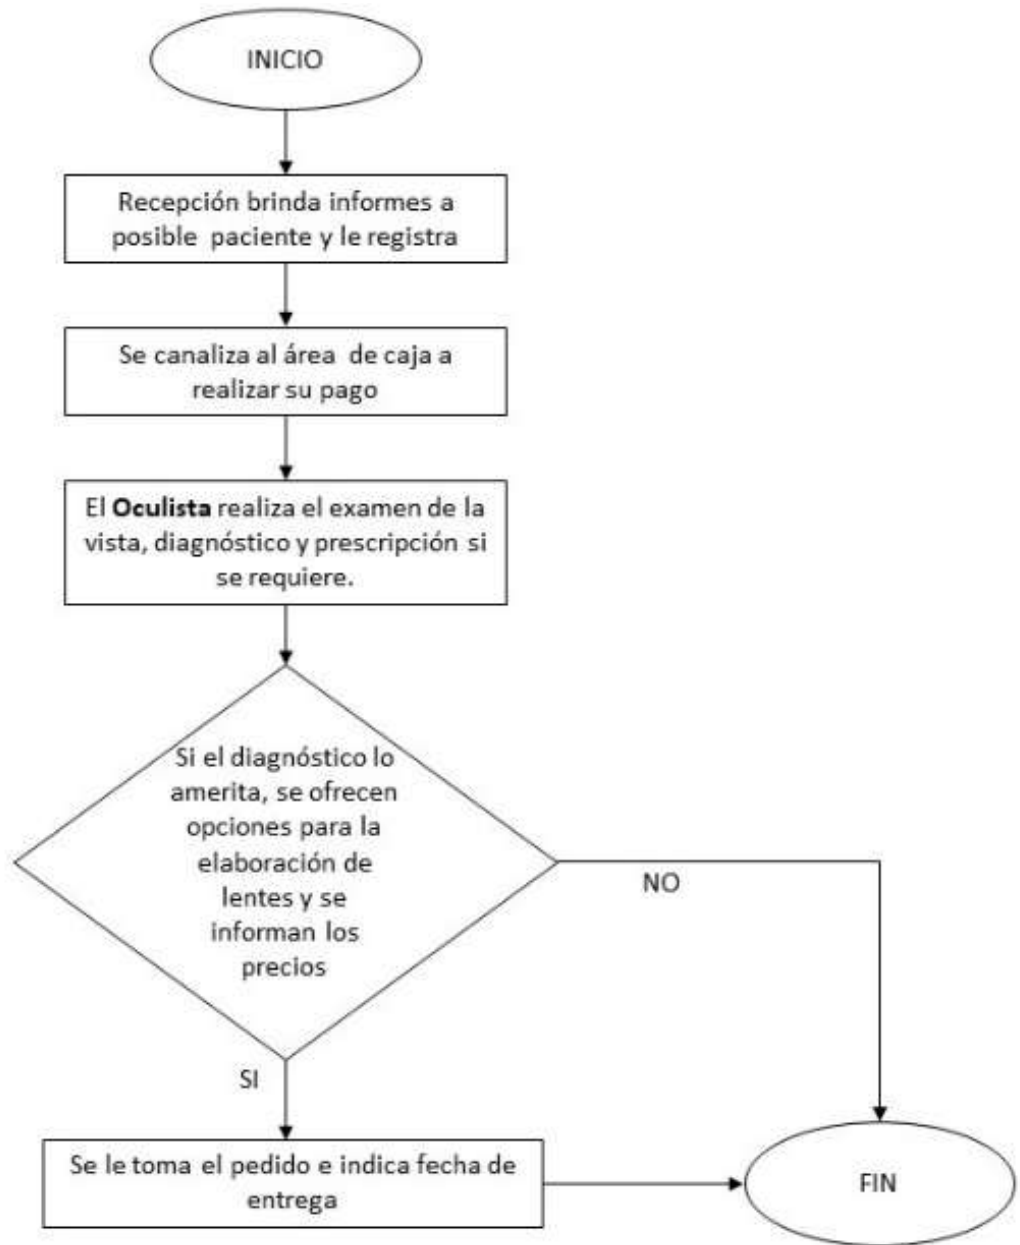 INICIO
Recepción brinda informes a
posible paciente y le registra
Se canaliza al área de caja a
realizar su pago
El Oculista realiza el examen de la
vista, diagnóstico y prescripción si
se requiere.
Si el diagnóstico lo
amerita, se ofrecen
opciones para la
elaboración de
lentes y se
informan los
precios
NO
SI
Se le toma el pedido e indica fecha de
entrega
FIN